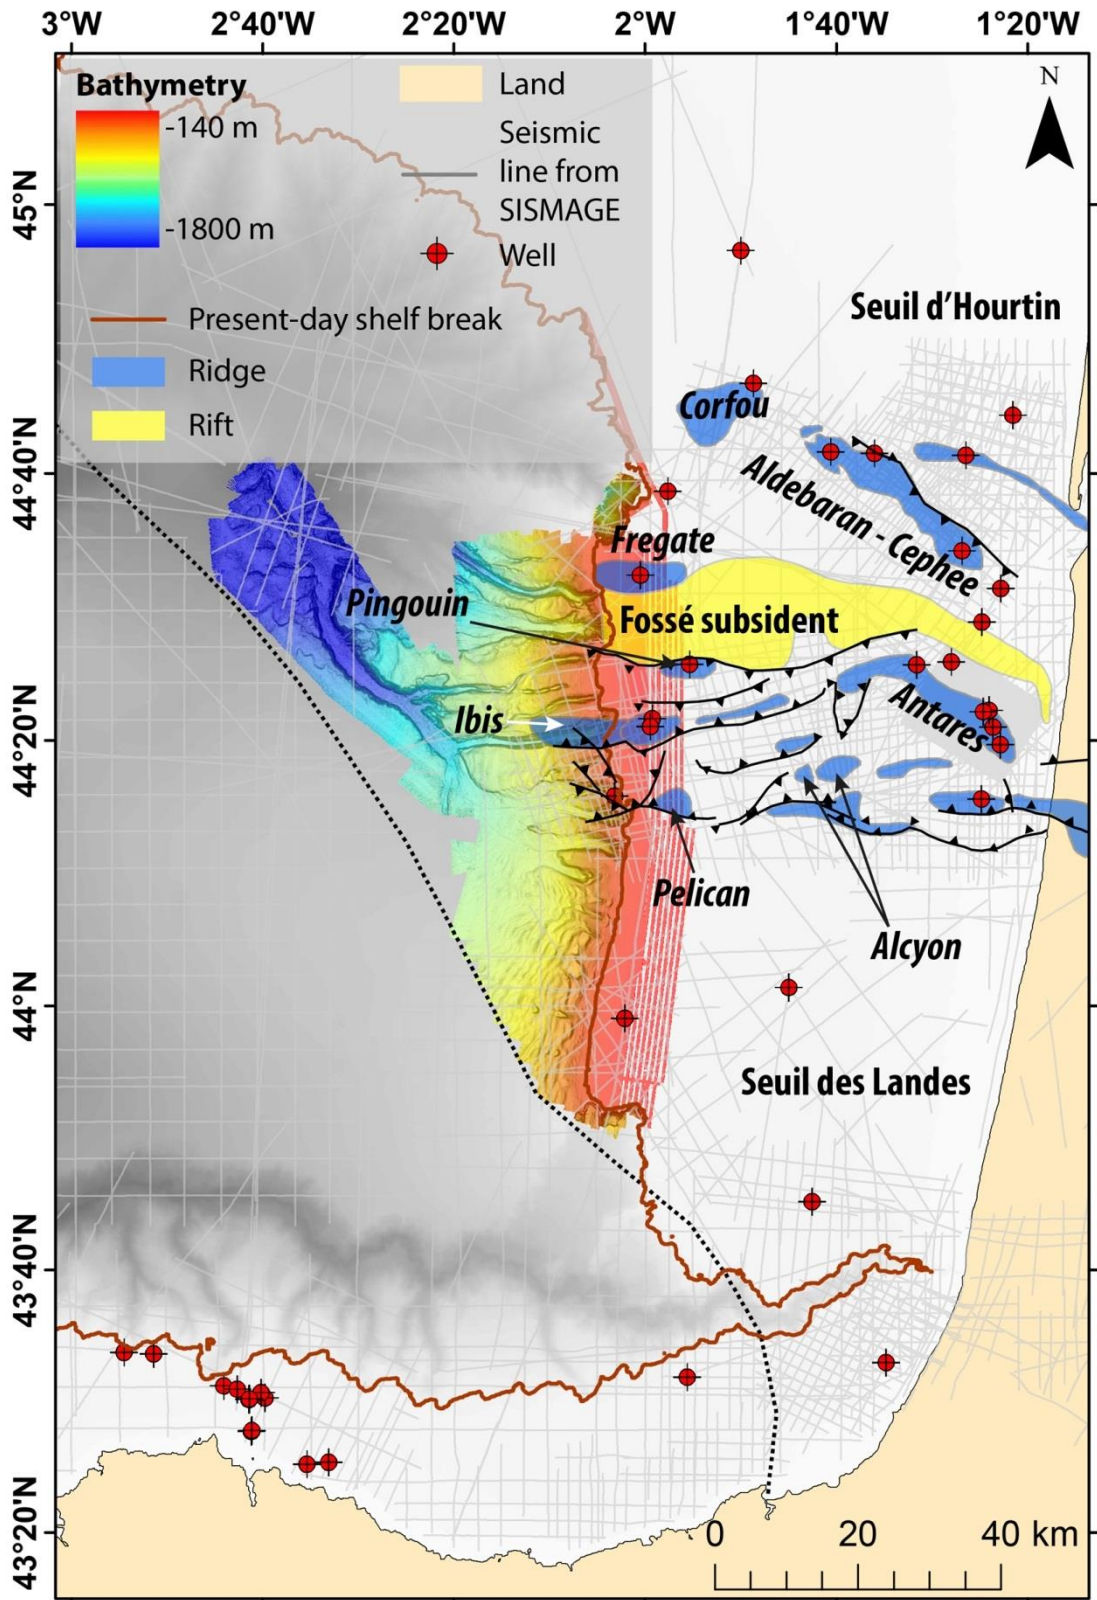 3°W 2°40'W 2°20'W 2°0'W 1°40'W 1°20'W
N
Bathymetry
-140 m
-1800 m
Land
Seismic
line from
SISMAGE
Well
Present-day shelf break
Ridge
Rift
45°N
44°40'N
44°20'N
44°N
43°40'N
43°20'N
Seuil d'Hourtin
Corfou
Aldebaran - Cephee
Fregate
Pingouin
Fossé subsident
Ibis
Antares
Pelican
Alcyon
Seuil des Landes
0 20 40 km